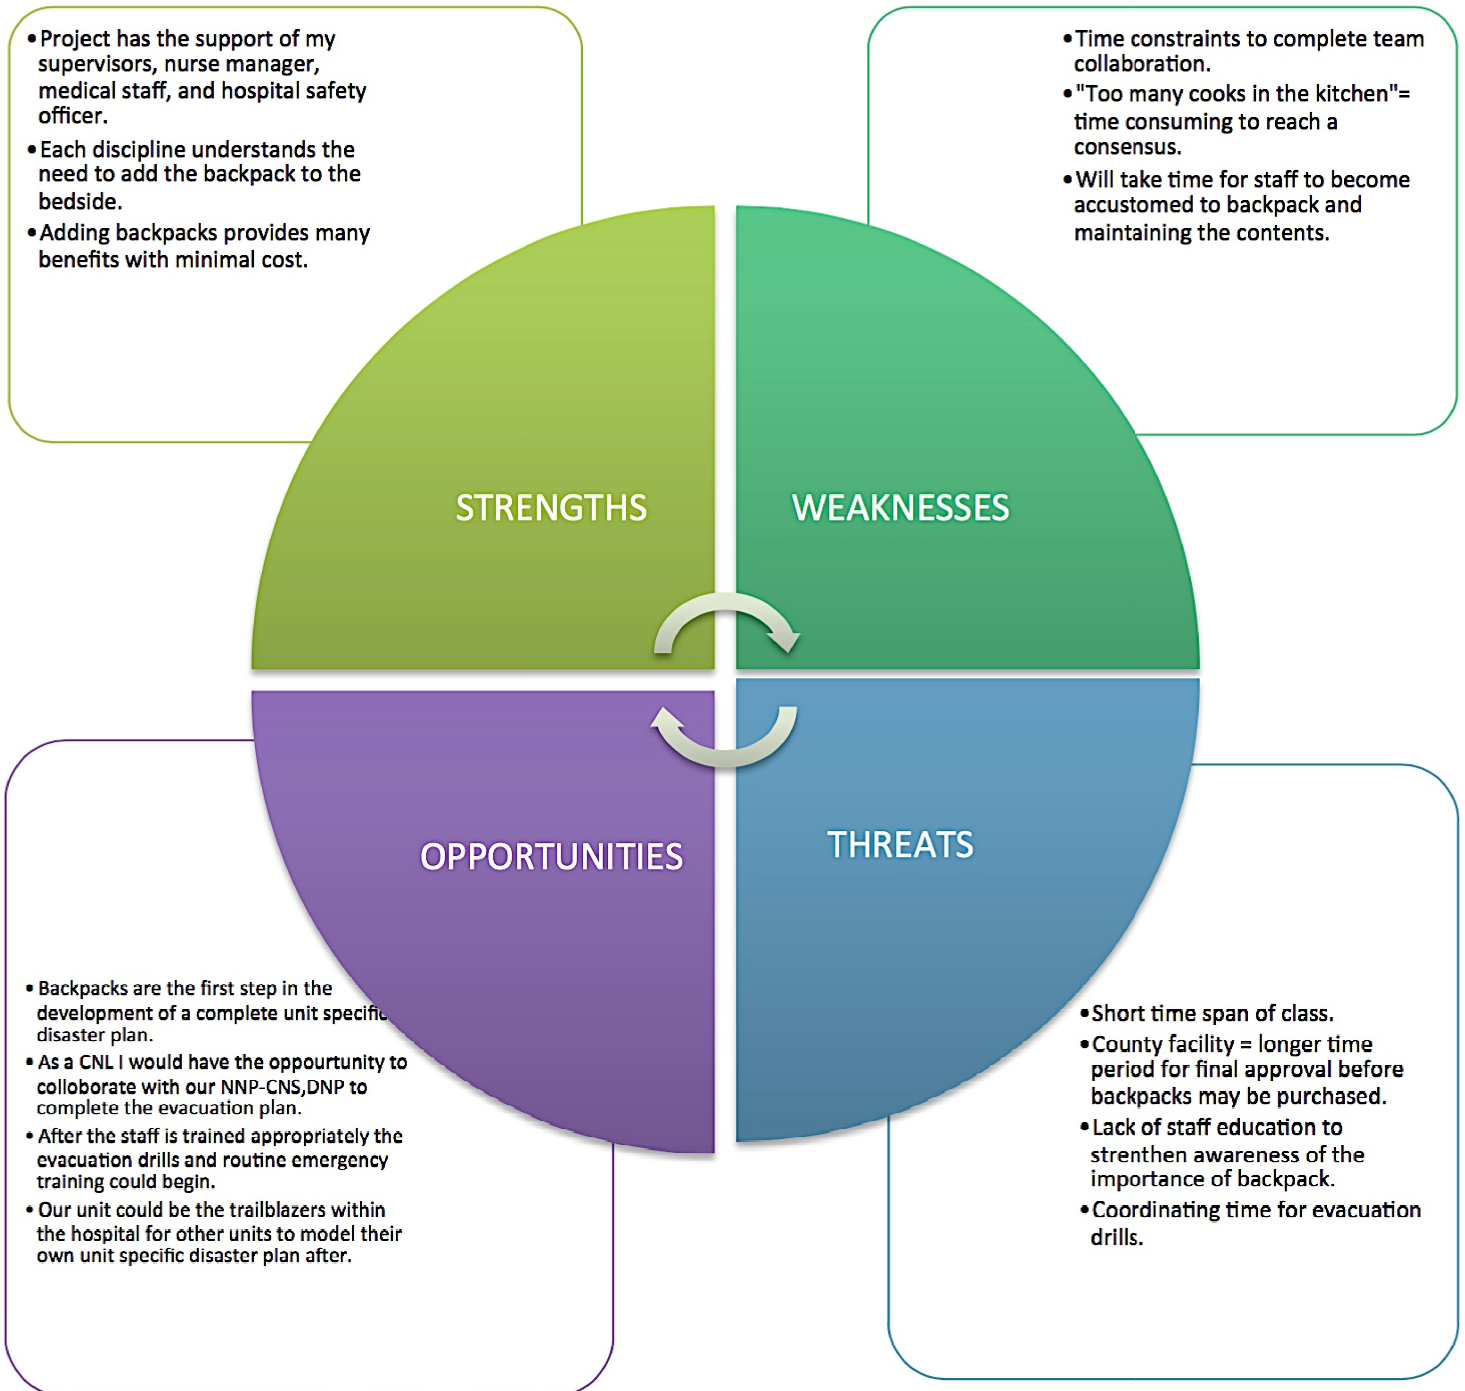 •Project has the support of my
supervisors, nurse manager,
medical staff, and hospital safety
officer.
•Each discipline understands the
need to add the backpack to the
bedside.
•Adding backpacks provides many
benefits with minimal cost.
•Time constraints to complete team
collaboration.
•"Too many cooks in the kitchen"=
time consuming to reach a
consensus.
•Will take time for staff to become
accustomed to backpack and
maintaining the contents.
STRENGTHS
WEAKNESSES
OPPORTUNITIES
THREATS
• Backpacks are the first step in the
development of a complete unit specific
disaster plan.
• As a CNL I would have the oppourtunity to
colloborate with our NNP-CNS,DNP to
complete the evacuation plan.
• After the staff is trained appropriately the
evacuation drills and routine emergency
training could begin.
• Our unit could be the trailblazers within
the hospital for other units to model their
own unit specific disaster plan after.
•Short time span of class.
•County facility = longer time
period for final approval before
backpacks may be purchased.
•Lack of staff education to
strenthen awareness of the
importance of backpack.
•Coordinating time for evacuation
drills.